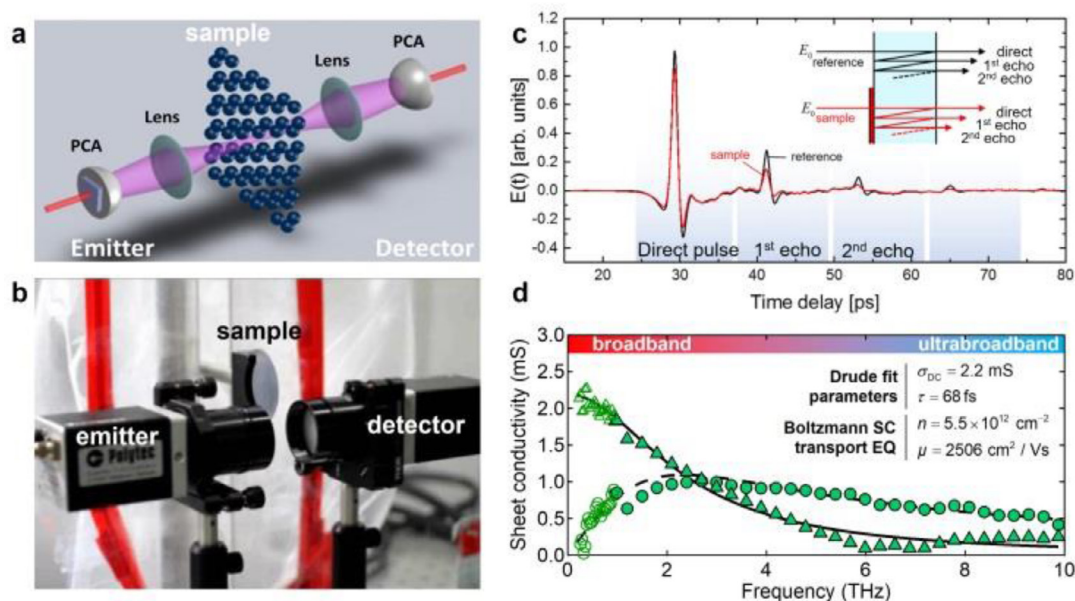 a
sample
PCA
Lens
Lens
PCA
Emitter
Detector
b
sample
emitter
detector
Polytec
c
E(t) [arb. units]
1.2
1.0
0.8
0.6
0.4
0.2
0.0
-0.2
-0.4
E₀
reference
direct
1st echo
2nd echo
E₀
sample
direct
1st echo
2nd echo
sample
reference
Direct pulse
1st echo
2nd echo
20 30 40 50 60 70 80
Time delay [ps]
d
Sheet conductivity (mS)
3.0
2.5
2.0
1.5
1.0
0.5
0.0
broadband
ultrabroadband
Drude fit
parameters
σDC = 2.2 mS
τ = 68 fs
Boltzmann SC
transport EQ
n = 5.5×10¹² cm⁻²
μ = 2506 cm² / Vs
0 2 4 6 8 10
Frequency (THz)